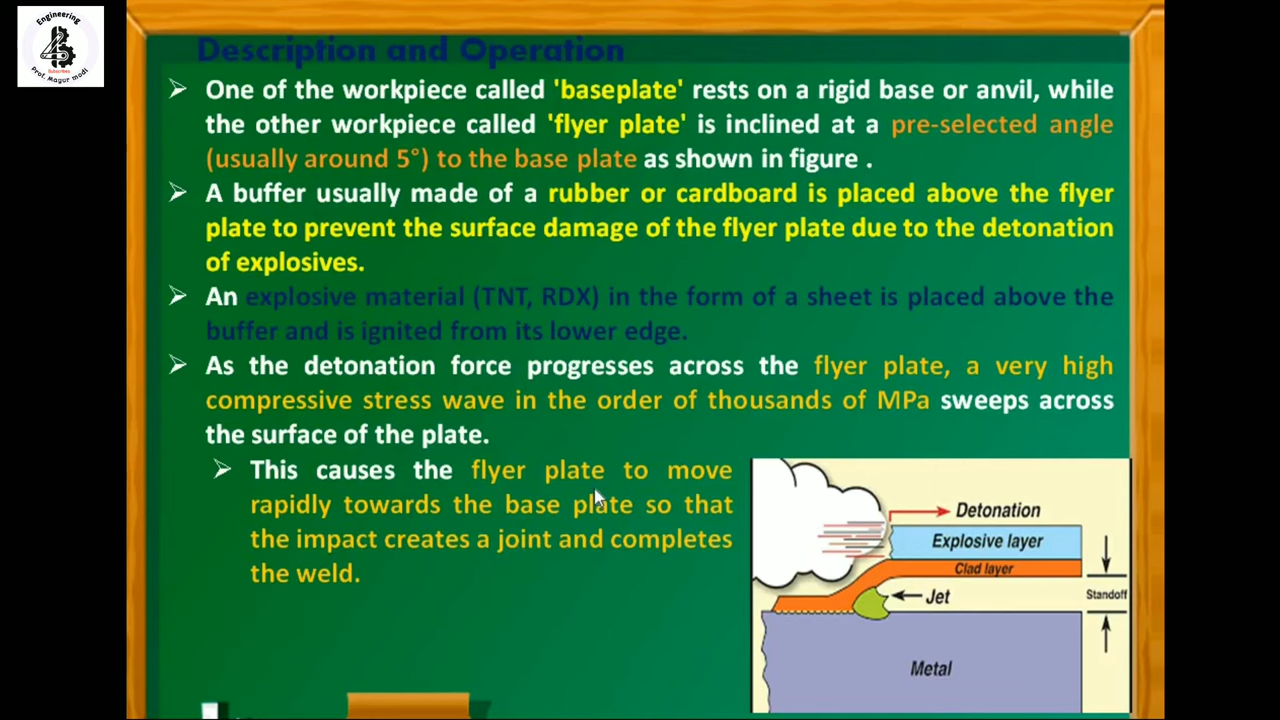 Engineering
Subscribes
Prof. Mayur modi
Description and Operation
➢ One of the workpiece called 'baseplate' rests on a rigid base or anvil, while
the other workpiece called 'flyer plate' is inclined at a pre-selected angle
(usually around 5°) to the base plate as shown in figure .
➢ A buffer usually made of a rubber or cardboard is placed above the flyer
plate to prevent the surface damage of the flyer plate due to the detonation
of explosives.
➢ An explosive material (TNT, RDX) in the form of a sheet is placed above the
buffer and is ignited from its lower edge.
➢ As the detonation force progresses across the flyer plate, a very high
compressive stress wave in the order of thousands of MPa sweeps across
the surface of the plate.
➢ This causes the flyer plate to move
rapidly towards the base plate so that
the impact creates a joint and completes
the weld.
Detonation
Explosive layer
Clad layer
Jet
Standoff
Metal